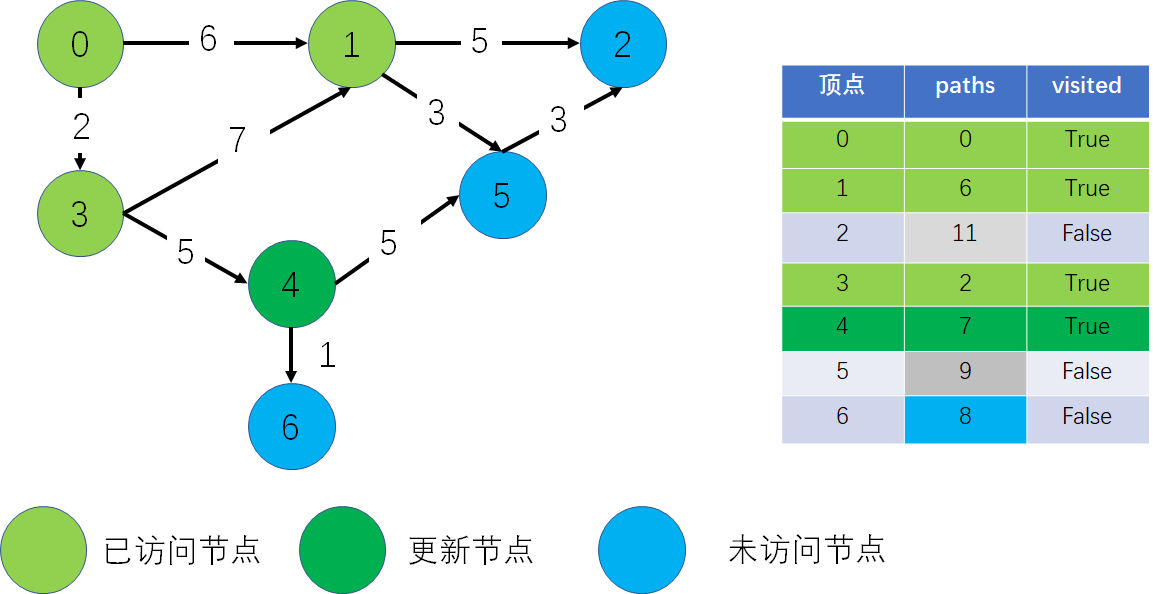 0 6 1 5 2
2 7 3 3
3 5 5 5
4
1
6
顶点 paths visited
0 0 True
1 6 True
2 11 False
3 2 True
4 7 True
5 9 False
6 8 False
已访问节点 更新节点 未访问节点